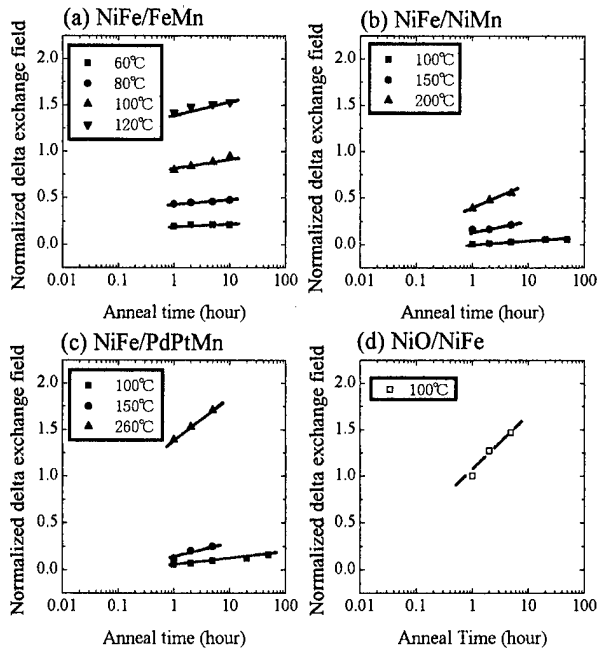 (a) NiFe/FeMn
Normalized delta exchange field
2.0
1.5
1.0
0.5
0.0
60℃
80℃
100℃
120℃
0.01 0.1 1 10 100
Anneal time (hour)
(b) NiFe/NiMn
Normalized delta exchange field
2.0
1.5
1.0
0.5
0.0
100℃
150℃
200℃
0.01 0.1 1 10 100
Anneal time (hour)
(c) NiFe/PdPtMn
Normalized delta exchange field
2.0
1.5
1.0
0.5
0.0
100℃
150℃
260℃
0.01 0.1 1 10 100
Anneal time (hour)
(d) NiO/NiFe
Normalized delta exchange field
2.0
1.5
1.0
0.5
0.0
100℃
0.01 0.1 1 10 100
Anneal Time (hour)